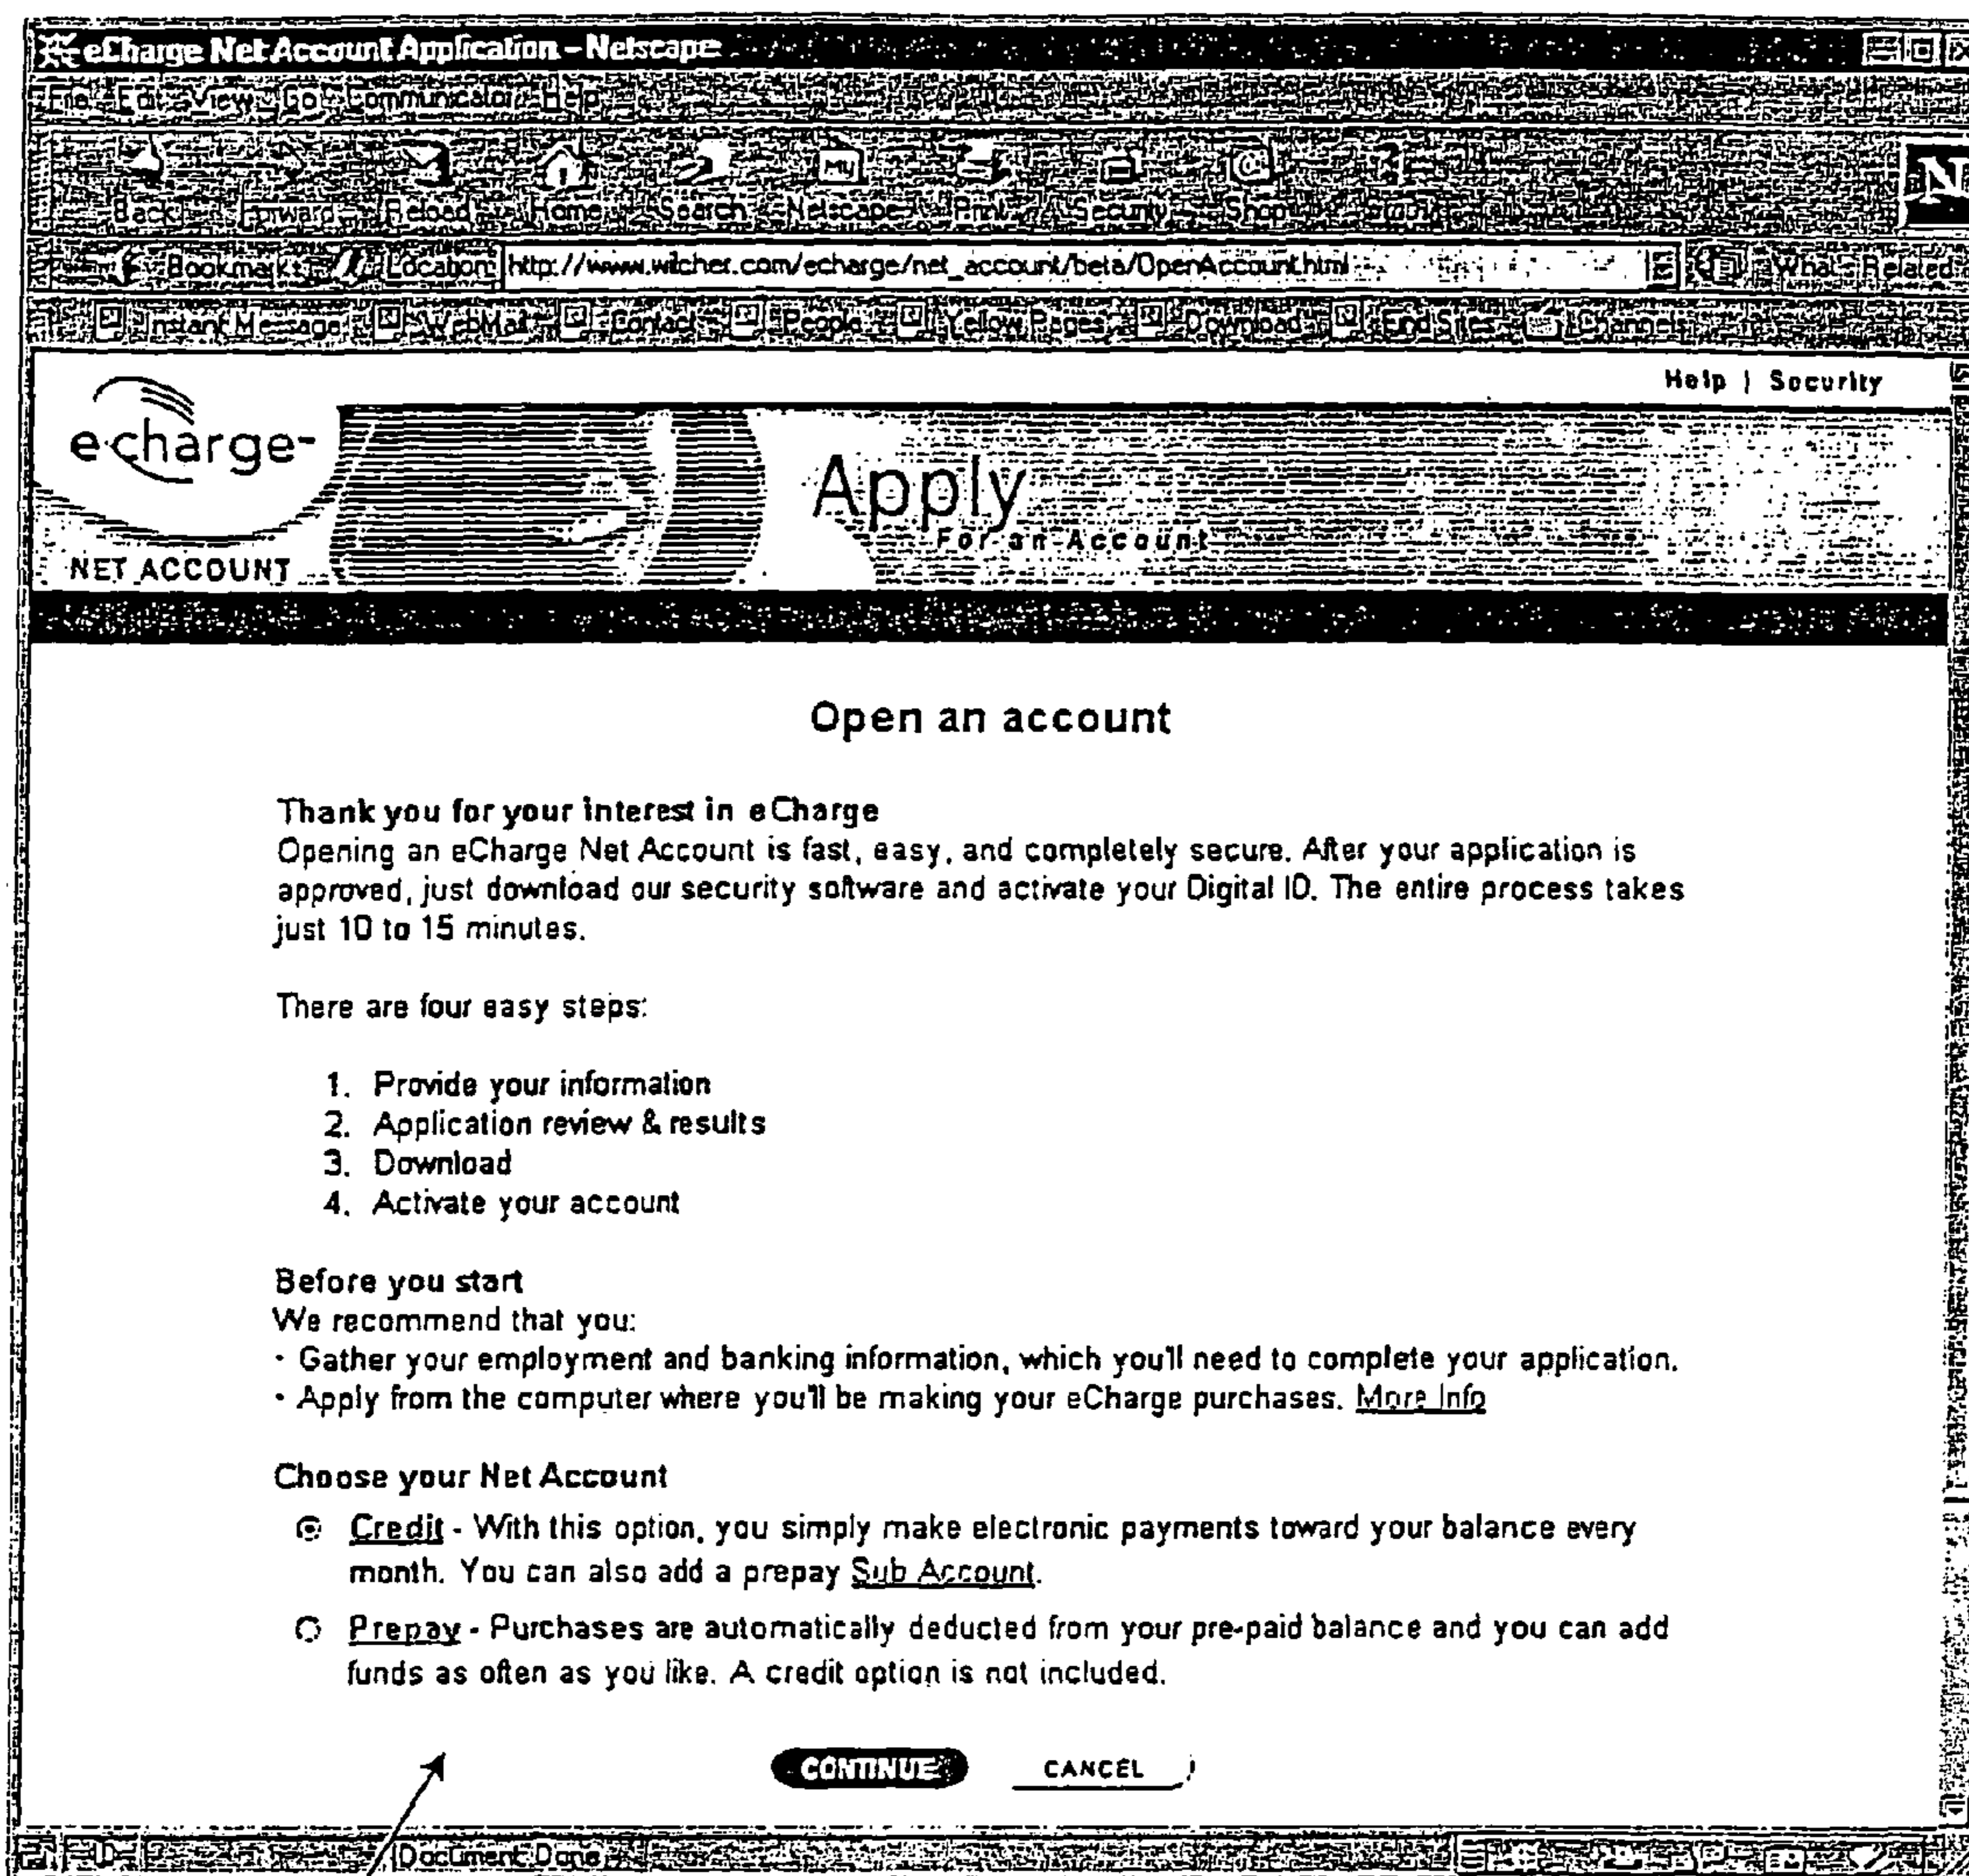 eCharge Net Account Application - Netscape
File Edit View Go Communicator Help
Back Forward Reload Home Search Netscape Print Security Shop
Bookmarks Location: http://www.wilcher.com/echarge/net_account/beta/OpenAccount.html What's Related
Instant Message WebMail Contact People Yellow Pages Download Find Sites Channels
Help | Security
echarge
Apply
For an Account
NET ACCOUNT
Open an account
Thank you for your interest in eCharge
Opening an eCharge Net Account is fast, easy, and completely secure. After your application is
approved, just download our security software and activate your Digital ID. The entire process takes
just 10 to 15 minutes.
There are four easy steps:
1. Provide your information
2. Application review & results
3. Download
4. Activate your account
Before you start
We recommend that you:
· Gather your employment and banking information, which you'll need to complete your application.
· Apply from the computer where you'll be making your eCharge purchases. More Info
Choose your Net Account
Credit - With this option, you simply make electronic payments toward your balance every
month. You can also add a prepay Sub Account.
Prepay - Purchases are automatically deducted from your pre-paid balance and you can add
funds as often as you like. A credit option is not included.
CONTINUE CANCEL
Document: Done